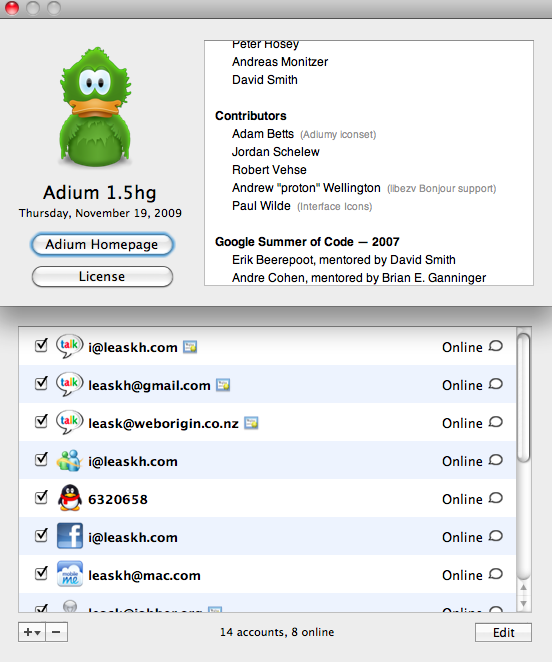 Peter Hosey
Andreas Monitzer
David Smith
Contributors
Adam Betts (Adiumy iconset)
Jordan Schelew
Robert Vehse
Andrew "proton" Wellington (libezv Bonjour support)
Paul Wilde (Interface Icons)
Google Summer of Code — 2007
Erik Beerepoot, mentored by David Smith
Andre Cohen, mentored by Brian E. Ganninger
Adium 1.5hg
Thursday, November 19, 2009
Adium Homepage
License
talk i@leaskh.com Online
talk leaskh@gmail.com Online
talk leask@weborigin.co.nz Online
i@leaskh.com Online
6320658 Online
f i@leaskh.com Online
mobile me leaskh@mac.com Online
leask@jabber.org Online
14 accounts, 8 online
Edit